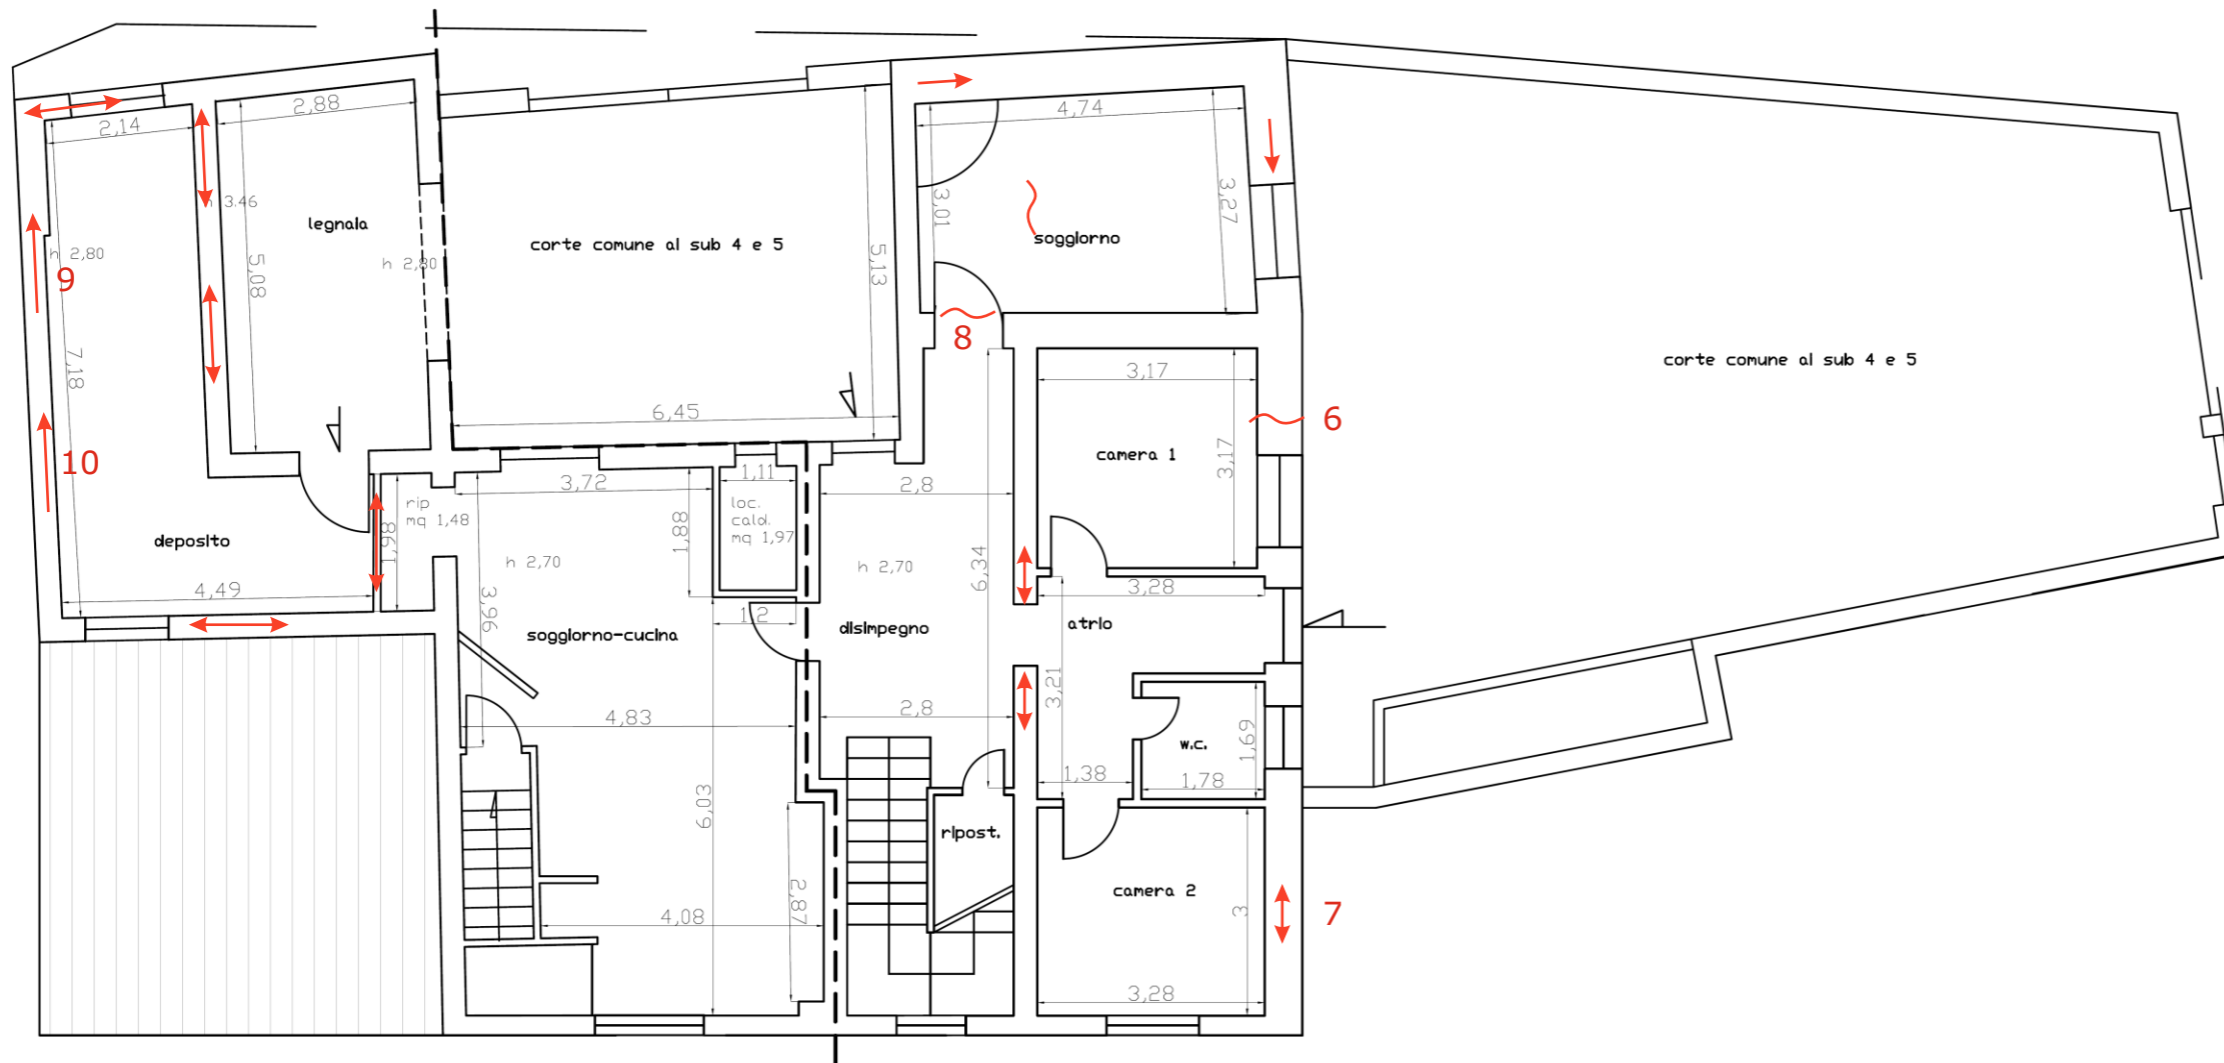 2,88
4,74
2,14
h 3.46
3,01
3,27
legnaia
soggiorno
corte comune al sub 4 e 5
h 2,80
h 2,80
5,08
5,13
9
8
7,18
corte comune al sub 4 e 5
3,17
6,45
6
10
camera 1
3,17
1,11
3,72
2,8
rip
mq 1,48
loc.
cald.
mq 1,97
1,98
1,88
deposito
h 2,70
h 2,70
6,34
4,49
3,28
3,96
1.2
soggiorno-cucina
disimpegno
atrio
3,21
4,83
2,8
w.c.
1,69
1,38
1,78
6,03
ripost.
camera 2
2,87
4,08
3
7
3,28